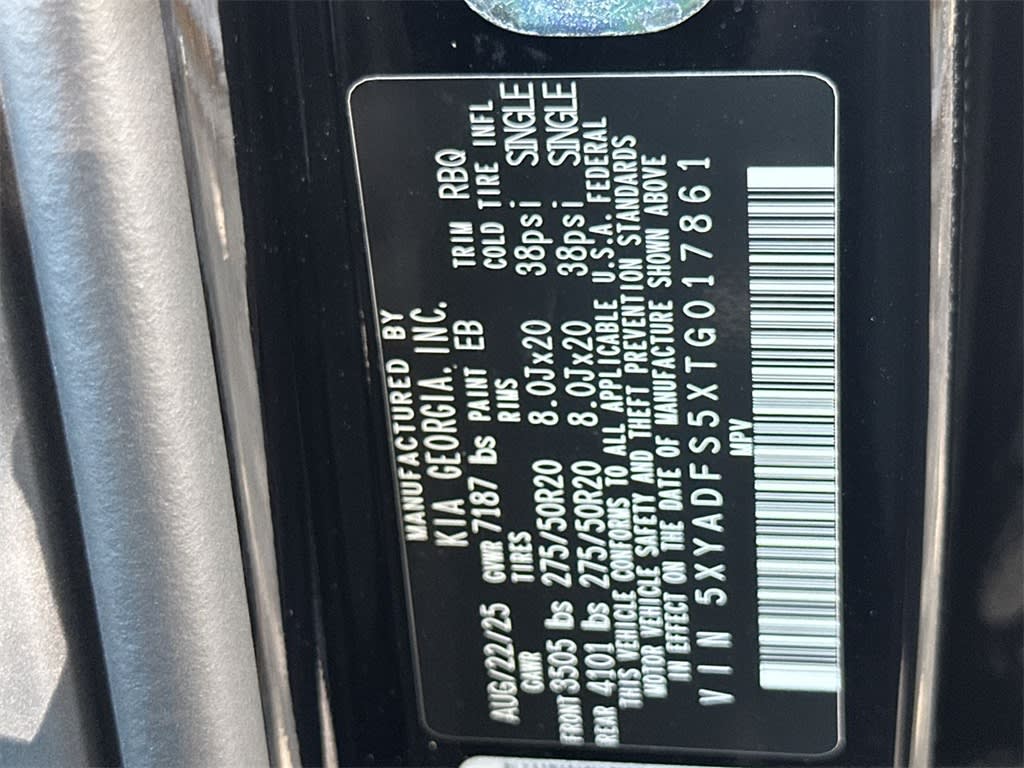 MANUFACTURED BY
KIA GEORGIA. INC.
AUG/22/25 GVWR 7187 lbs PAINT EB TRIM RBQ
GAWR TIRES RIMS COLD TIRE INFL
FRONT 3505 lbs 275/50R20 8.0Jx20 38psi SINGLE
REAR 4101 lbs 275/50R20 8.0Jx20 38psi SINGLE
THIS VEHICLE CONFORMS TO ALL APPLICABLE U.S.A. FEDERAL
MOTOR VEHICLE SAFETY AND THEFT PREVENTION STANDARDS
IN EFFECT ON THE DATE OF MANUFACTURE SHOWN ABOVE
VIN 5XYADFS5XTG017861
MPV